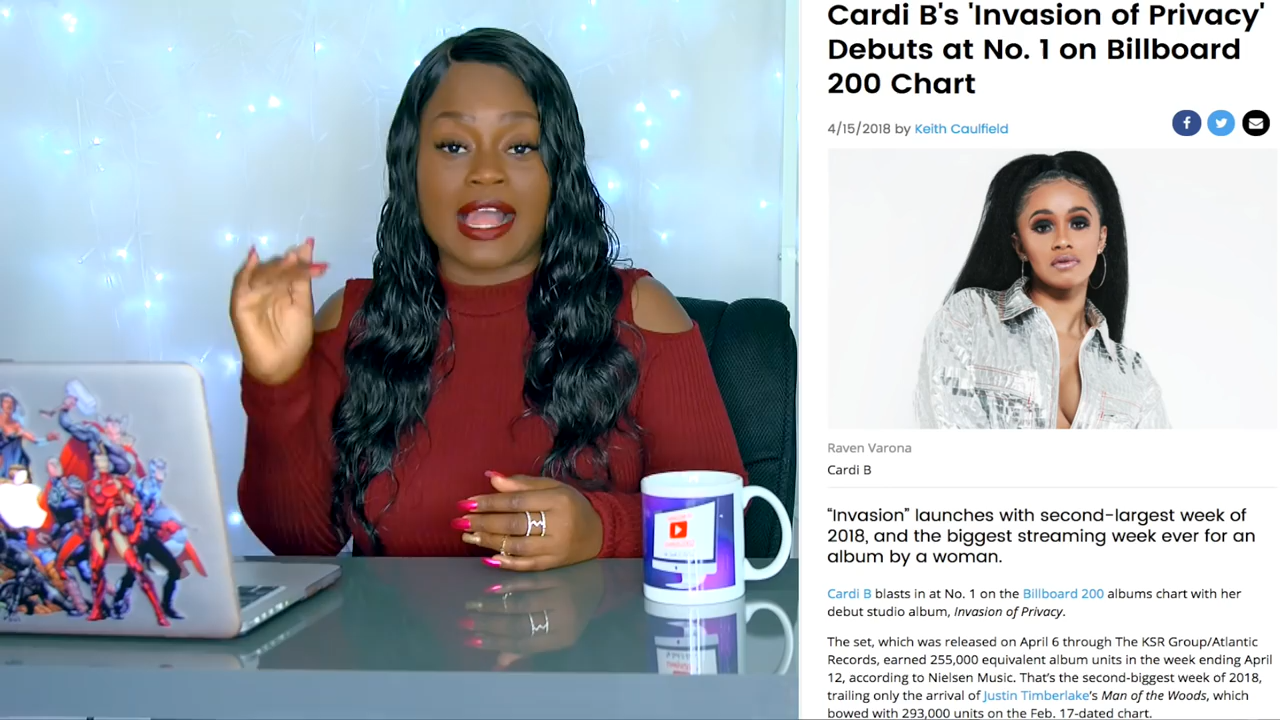 Cardi B's 'Invasion of Privacy'
Debuts at No. 1 on Billboard
200 Chart
4/15/2018 by Keith Caulfield
Raven Varona
Cardi B
“Invasion” launches with second-largest week of
2018, and the biggest streaming week ever for an
album by a woman.
Cardi B blasts in at No. 1 on the Billboard 200 albums chart with her
debut studio album, Invasion of Privacy.
The set, which was released on April 6 through The KSR Group/Atlantic
Records, earned 255,000 equivalent album units in the week ending April
12, according to Nielsen Music. That’s the second-biggest week of 2018,
trailing only the arrival of Justin Timberlake’s Man of the Woods, which
bowed with 293,000 units on the Feb. 17-dated chart.